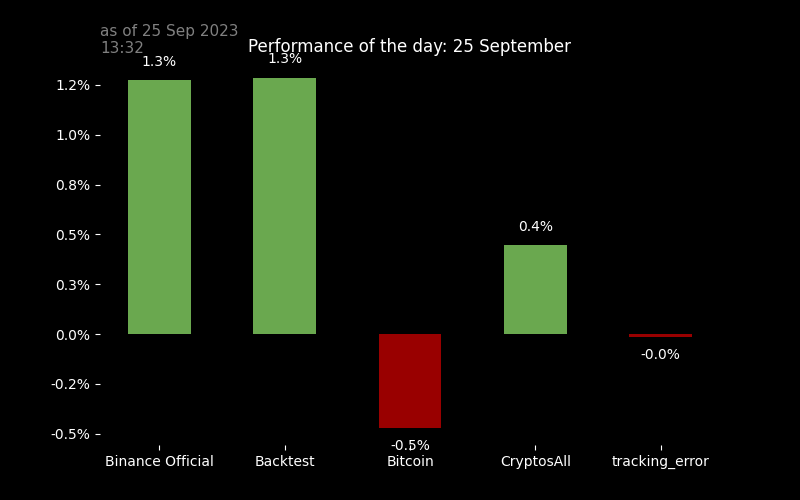 as of 25 Sep 2023
13:32
Performance of the day: 25 September
1.3%
1.3%
1.2%
1.0%
0.8%
0.5%
0.4%
0.3%
0.0%
-0.0%
-0.2%
-0.5%
-0.5%
Binance Official
Backtest
Bitcoin
CryptosAll
tracking_error